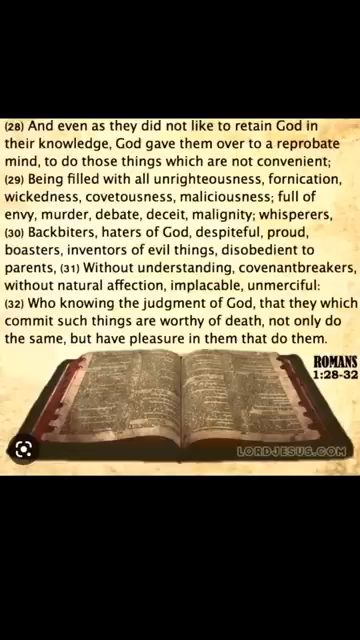 (28) And even as they did not like to retain God in
their knowledge, God gave them over to a reprobate
mind, to do those things which are not convenient;
(29) Being filled with all unrighteousness, fornication,
wickedness, covetousness, maliciousness; full of
envy, murder, debate, deceit, malignity; whisperers,
(30) Backbiters, haters of God, despiteful, proud,
boasters, inventors of evil things, disobedient to
parents, (31) Without understanding, covenantbreakers,
without natural affection, implacable, unmerciful:
(32) Who knowing the judgment of God, that they which
commit such things are worthy of death, not only do
the same, but have pleasure in them that do them.
ROMANS
1:28-32
LORDJESUS.COM